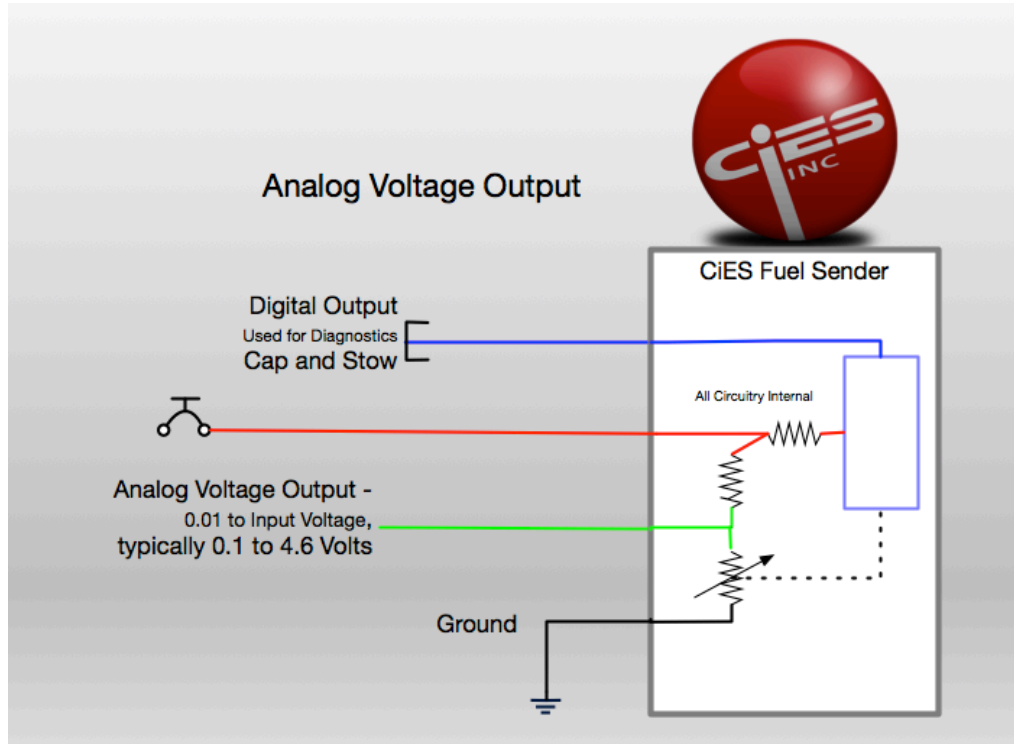 CiES
INC
Analog Voltage Output
CiES Fuel Sender
Digital Output
Used for Diagnostics
Cap and Stow
All Circuitry Internal
Analog Voltage Output -
0.01 to Input Voltage,
typically 0.1 to 4.6 Volts
Ground